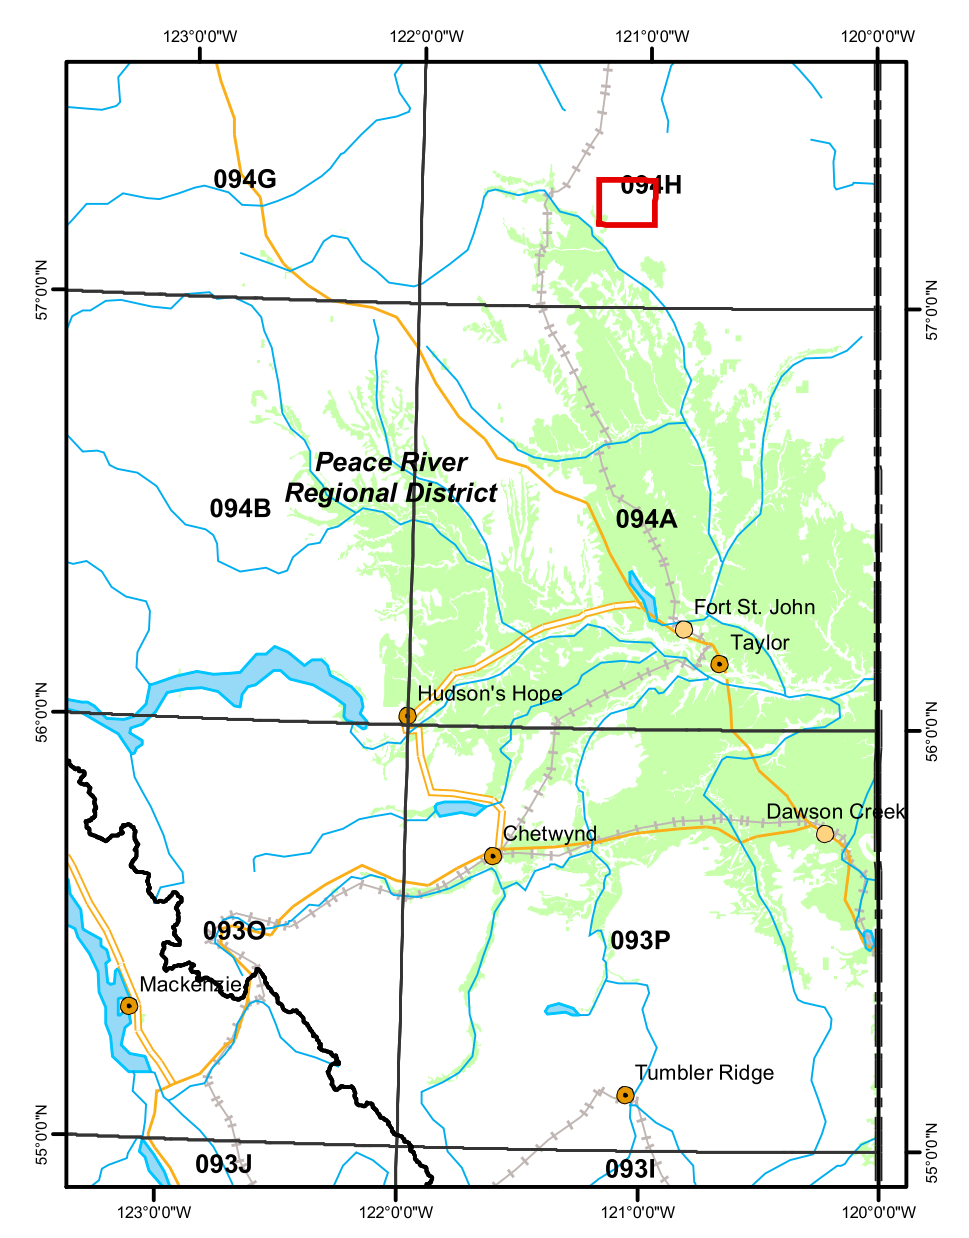 123°0'0"W 122°0'0"W 121°0'0"W 120°0'0"W
094G
094H
57°0'0"N
57°0'0"N
Peace River
Regional District
094B
094A
Fort St. John
Taylor
Hudson's Hope
56°0'0"N
56°0'0"N
Dawson Creek
Chetwynd
093O
093P
Mackenzie
Tumbler Ridge
55°0'0"N
55°0'0"N
093J
093I
123°0'0"W 122°0'0"W 121°0'0"W 120°0'0"W